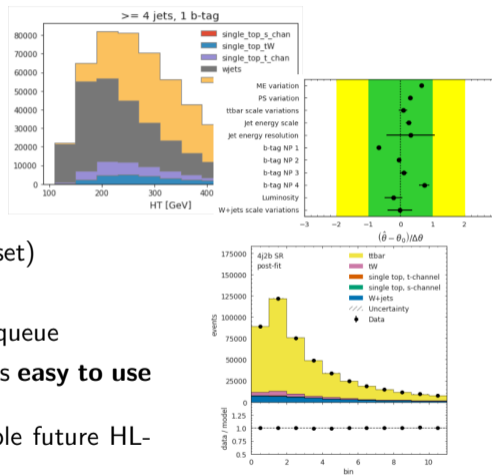 >= 4 jets, 1 b-tag
80000
70000
60000
50000
40000
30000
20000
10000
0
single_top_s_chan
single_top_tW
single_top_t_chan
wjets
100 200 300 400
HT [GeV]
ME variation
PS variation
ttbar scale variations
Jet energy scale
Jet energy resolution
b-tag NP 1
b-tag NP 2
b-tag NP 3
b-tag NP 4
Luminosity
W+jets scale variations
−3 −2 −1 0 1 2
(θ̂ − θ₀)/Δθ
set)
queue
s easy to use
ole future HL-
4j2b SR
post-fit
ttbar
tW
single top, t-channel
single top, s-channel
W+jets
Uncertainty
Data
175000
150000
125000
100000
75000
50000
25000
0
events
1.25
1.00
0.75
0.5
data / model
0 2 4 6 8 10
bin